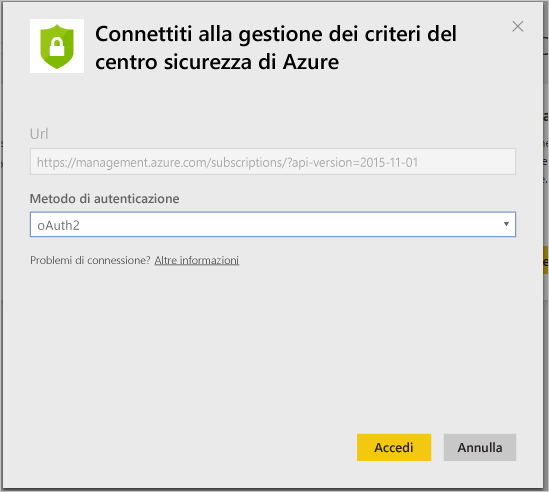 Connettiti alla gestione dei criteri del
centro sicurezza di Azure
Url
https://management.azure.com/subscriptions/?api-version=2015-11-01
Metodo di autenticazione
oAuth2
Problemi di connessione? Altre informazioni
Accedi Annulla